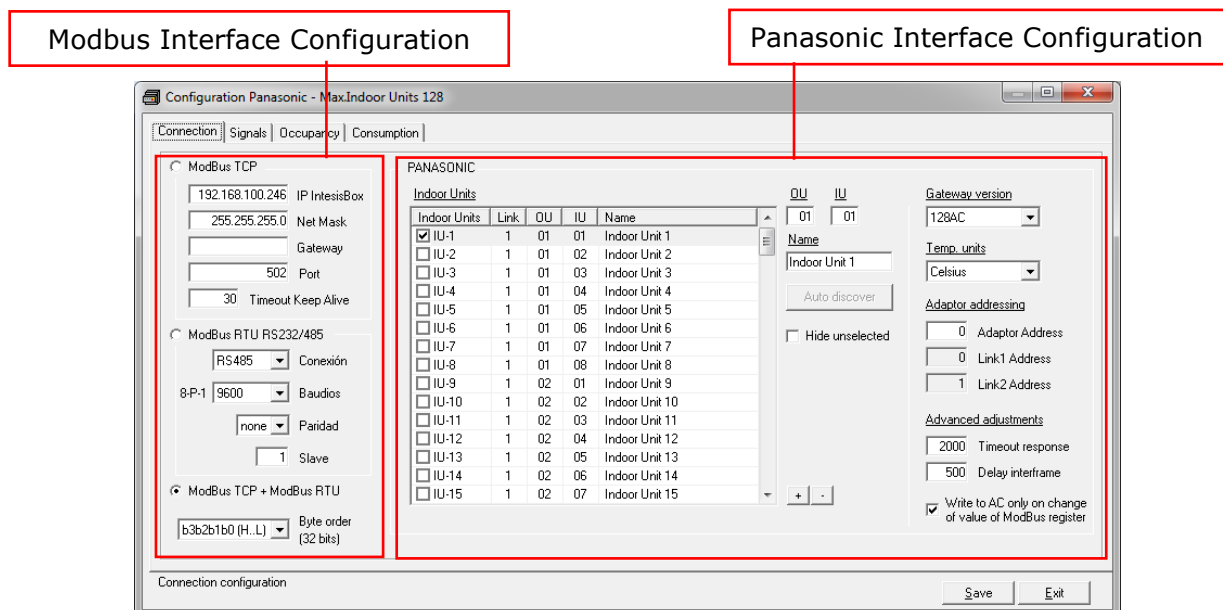 Modbus Interface Configuration
Panasonic Interface Configuration
Configuration Panasonic - Max.Indoor Units 128
Connection Signals Occupancy Consumption
ModBus TCP
192.168.100.246 IP IntesisBox
255.255.255.0 Net Mask
Gateway
502 Port
30 Timeout Keep Alive
ModBus RTU RS232/485
RS485 Conexión
8-P-1 9600 Baudios
none Paridad
1 Slave
ModBus TCP + ModBus RTU
b3b2b1b0 (H..L) Byte order
(32 bits)
PANASONIC
Indoor Units
Indoor Units Link OU IU Name
IU-1 1 01 01 Indoor Unit 1
IU-2 1 01 02 Indoor Unit 2
IU-3 1 01 03 Indoor Unit 3
IU-4 1 01 04 Indoor Unit 4
IU-5 1 01 05 Indoor Unit 5
IU-6 1 01 06 Indoor Unit 6
IU-7 1 01 07 Indoor Unit 7
IU-8 1 01 08 Indoor Unit 8
IU-9 1 02 01 Indoor Unit 9
IU-10 1 02 02 Indoor Unit 10
IU-11 1 02 03 Indoor Unit 11
IU-12 1 02 04 Indoor Unit 12
IU-13 1 02 05 Indoor Unit 13
IU-14 1 02 06 Indoor Unit 14
IU-15 1 02 07 Indoor Unit 15
OU IU
01 01
Name
Indoor Unit 1
Auto discover
Hide unselected
+ -
Gateway version
128AC
Temp. units
Celsius
Adaptor addressing
0 Adaptor Address
0 Link1 Address
1 Link2 Address
Advanced adjustments
2000 Timeout response
500 Delay interframe
Write to AC only on change
of value of ModBus register
Connection configuration
Save Exit